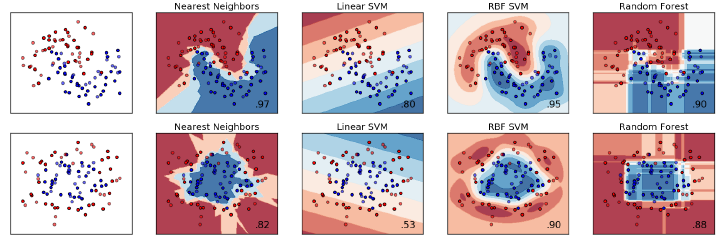 Nearest Neighbors Linear SVM RBF SVM Random Forest
.97 .80 .95 .90
Nearest Neighbors Linear SVM RBF SVM Random Forest
.82 .53 .90 .88